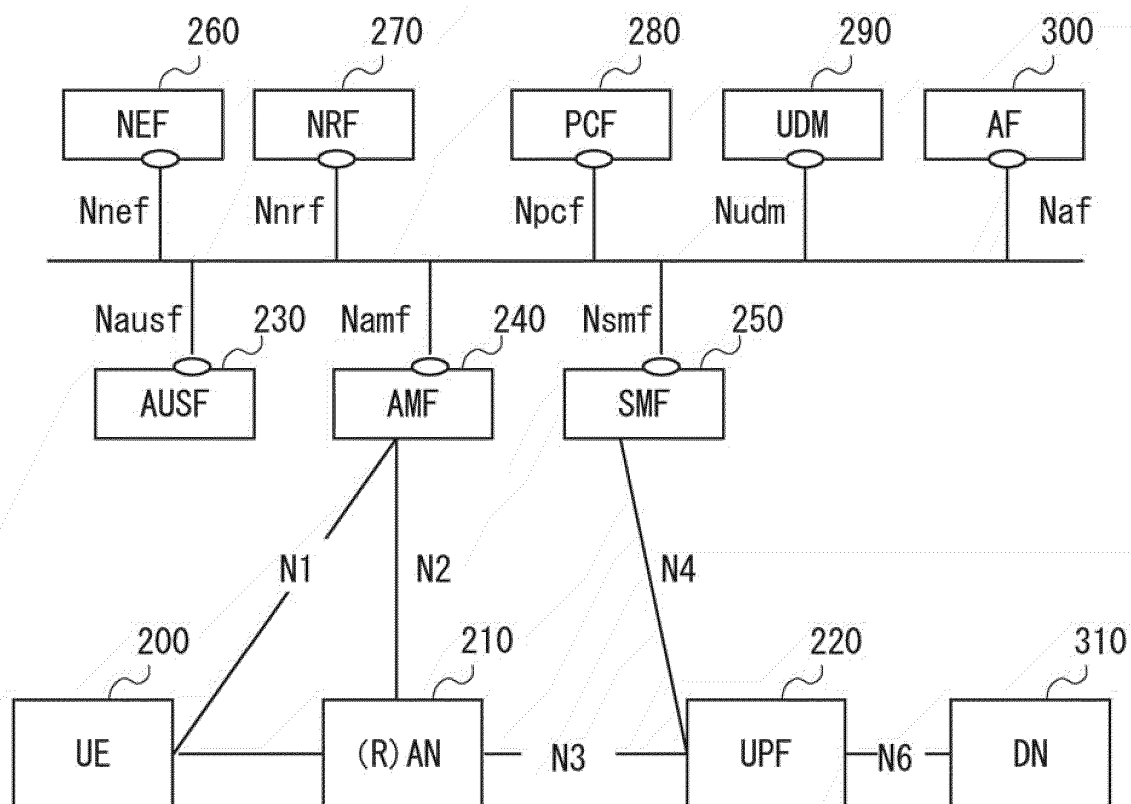 260 270 280 290 300
NEF NRF PCF UDM AF
Nnef Nnrf Npcf Nudm Naf
Nausf 230 Namf 240 Nsmf 250
AUSF AMF SMF
N1 N2 N4
200 210 220 310
UE (R)AN N3 UPF N6 DN